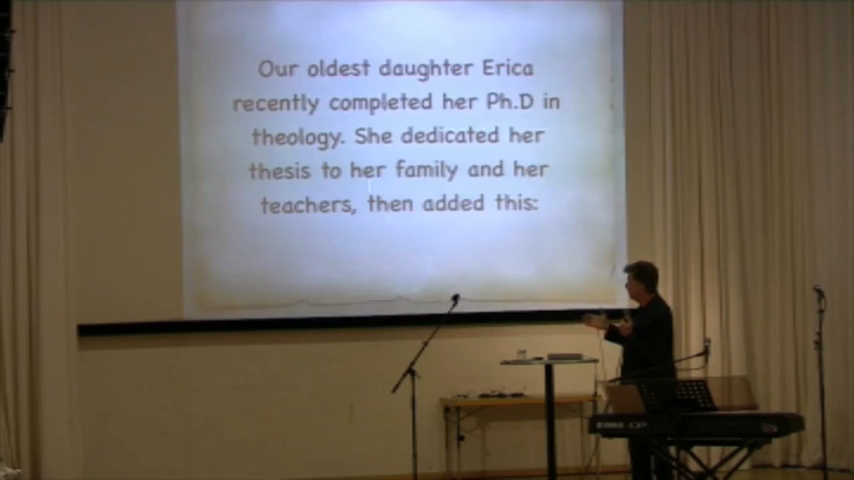 Our oldest daughter Erica
recently completed her Ph.D in
theology. She dedicated her
thesis to her family and her
teachers, then added this: